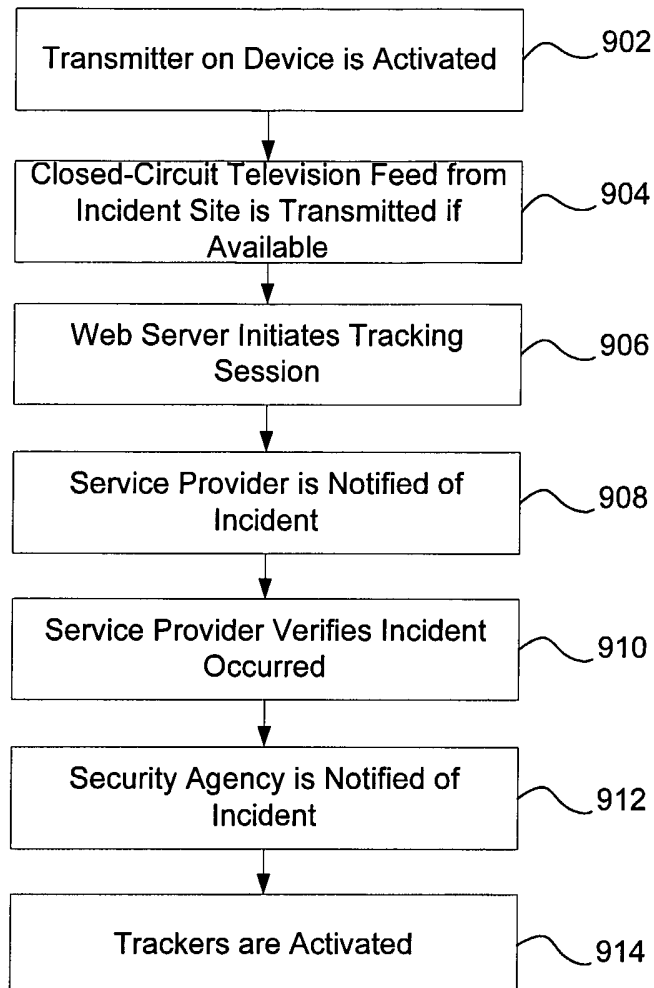 Transmitter on Device is Activated
902
Closed-Circuit Television Feed from
Incident Site is Transmitted if
Available
904
Web Server Initiates Tracking
Session
906
Service Provider is Notified of
Incident
908
Service Provider Verifies Incident
Occurred
910
Security Agency is Notified of
Incident
912
Trackers are Activated
914